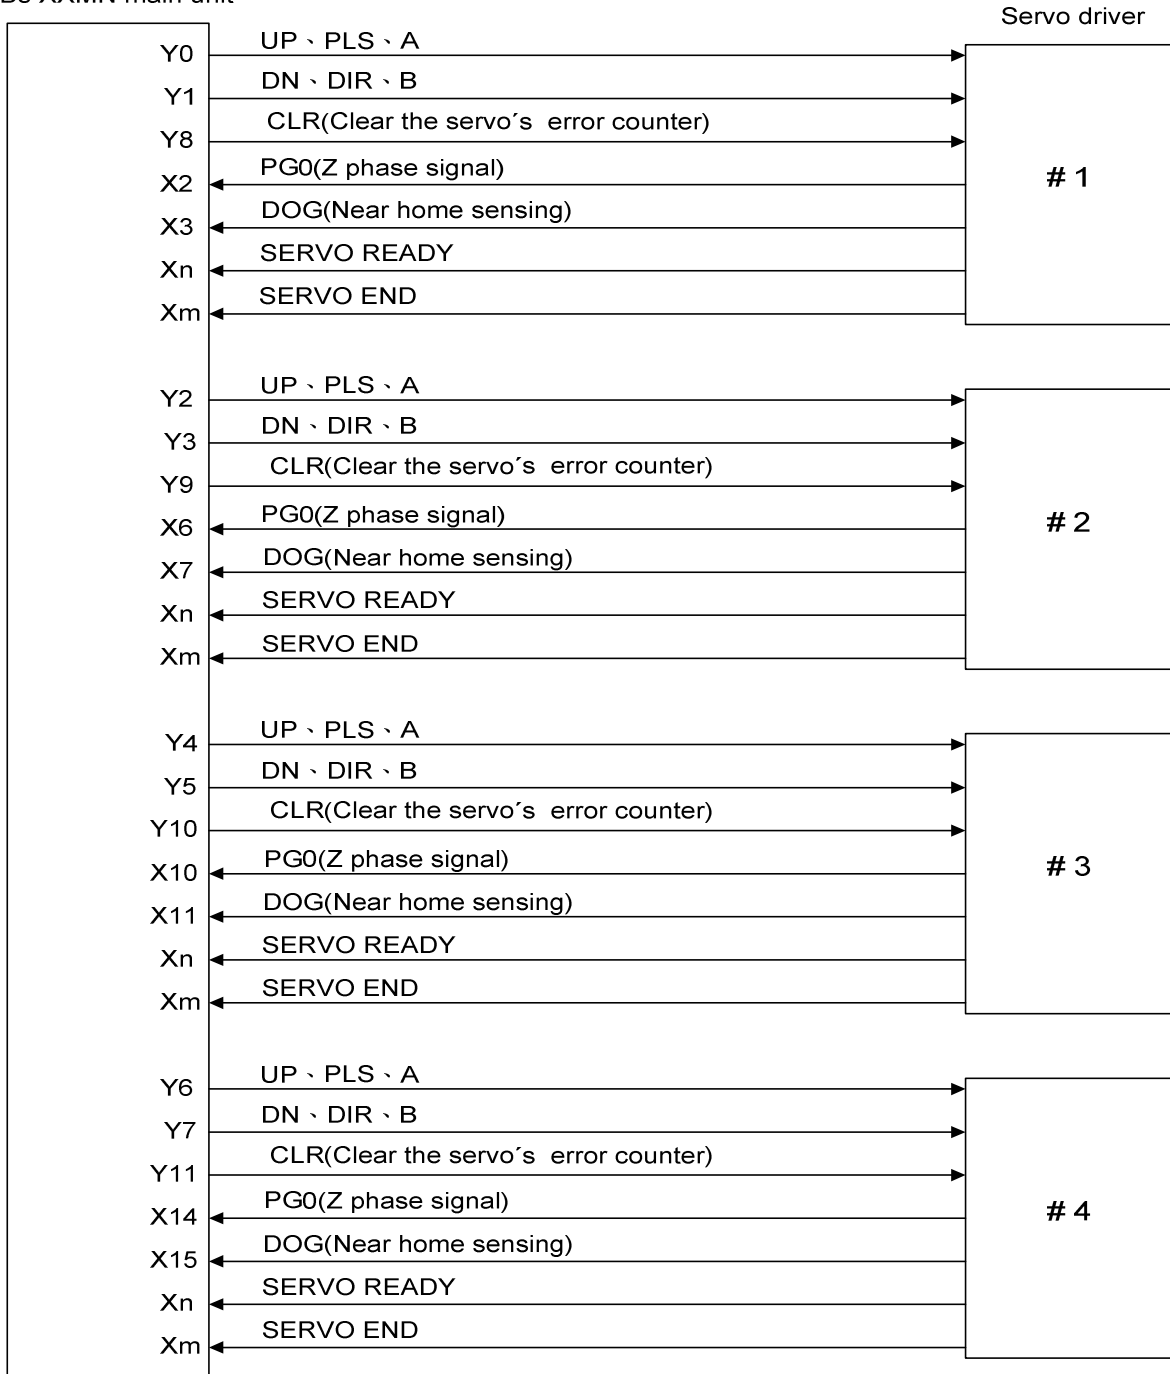 XXMN main unit
Servo driver
Y0 UP、PLS、A
Y1 DN、DIR、B
Y8 CLR(Clear the servo´s error counter)
X2 PG0(Z phase signal)
X3 DOG(Near home sensing)
Xn SERVO READY
Xm SERVO END
# 1
Y2 UP、PLS、A
Y3 DN、DIR、B
Y9 CLR(Clear the servo´s error counter)
X6 PG0(Z phase signal)
X7 DOG(Near home sensing)
Xn SERVO READY
Xm SERVO END
# 2
Y4 UP、PLS、A
Y5 DN、DIR、B
Y10 CLR(Clear the servo´s error counter)
X10 PG0(Z phase signal)
X11 DOG(Near home sensing)
Xn SERVO READY
Xm SERVO END
# 3
Y6 UP、PLS、A
Y7 DN、DIR、B
Y11 CLR(Clear the servo´s error counter)
X14 PG0(Z phase signal)
X15 DOG(Near home sensing)
Xn SERVO READY
Xm SERVO END
# 4